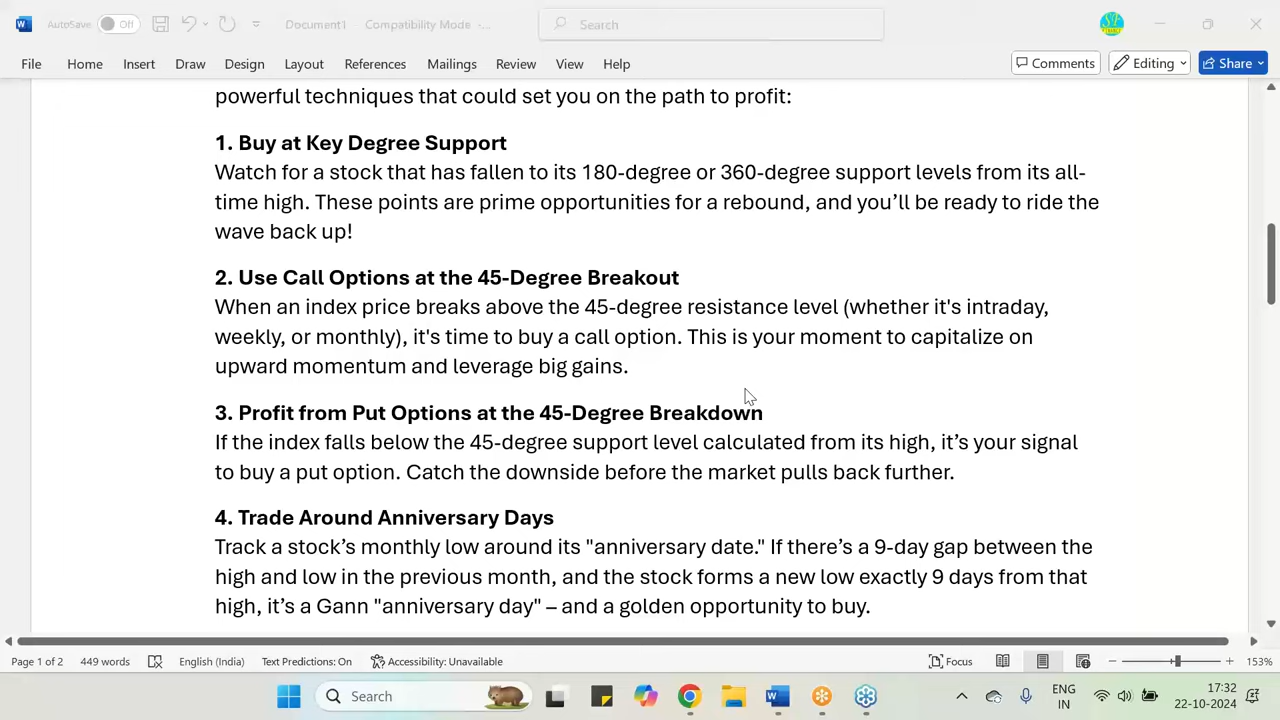 AutoSave Off Document1 Compatibility Mode - ... Search
File Home Insert Draw Design Layout References Mailings Review View Help Comments Editing Share
powerful techniques that could set you on the path to profit:
1. Buy at Key Degree Support
Watch for a stock that has fallen to its 180-degree or 360-degree support levels from its all-
time high. These points are prime opportunities for a rebound, and you’ll be ready to ride the
wave back up!
2. Use Call Options at the 45-Degree Breakout
When an index price breaks above the 45-degree resistance level (whether it's intraday,
weekly, or monthly), it's time to buy a call option. This is your moment to capitalize on
upward momentum and leverage big gains.
3. Profit from Put Options at the 45-Degree Breakdown
If the index falls below the 45-degree support level calculated from its high, it’s your signal
to buy a put option. Catch the downside before the market pulls back further.
4. Trade Around Anniversary Days
Track a stock’s monthly low around its "anniversary date." If there’s a 9-day gap between the
high and low in the previous month, and the stock forms a new low exactly 9 days from that
high, it’s a Gann "anniversary day" – and a golden opportunity to buy.
Page 1 of 2 449 words English (India) Text Predictions: On Accessibility: Unavailable Focus 153%
Search ENG 17:32
IN 22-10-2024